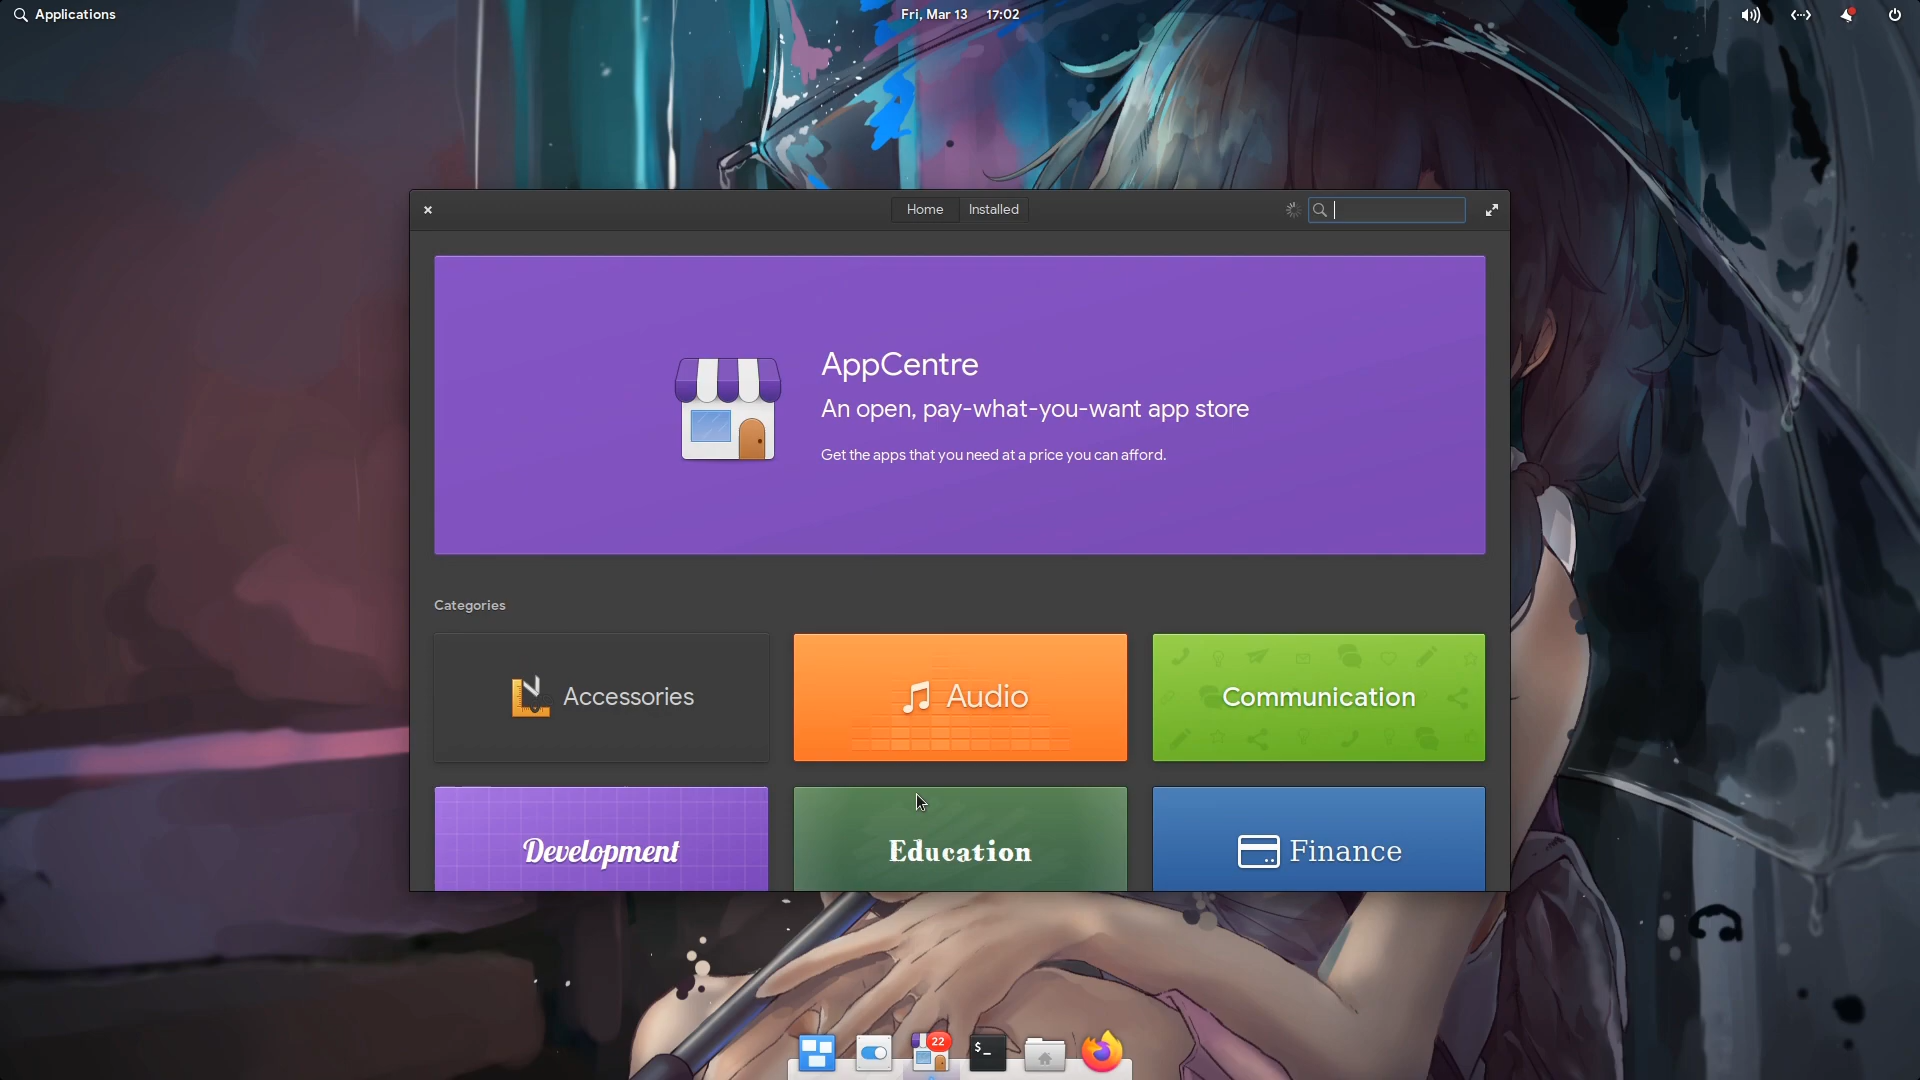 Applications
Fri, Mar 13 17:02
Home Installed
AppCentre
An open, pay-what-you-want app store
Get the apps that you need at a price you can afford.
Categories
Accessories
Audio
Communication
Development
Education
Finance
22
$_